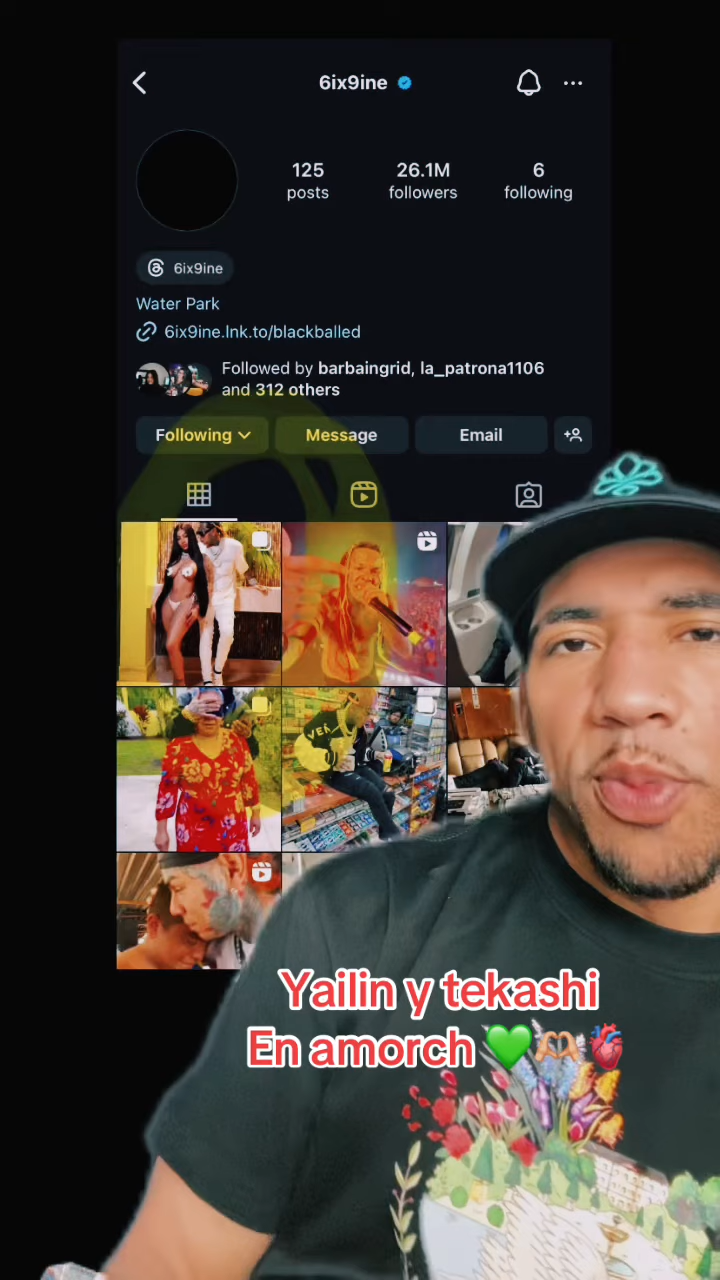 6ix9ine
125
posts
26.1M
followers
6
following
6ix9ine
Water Park
6ix9ine.lnk.to/blackballed
Followed by barbaingrid, la_patrona1106
and 312 others
Following
Message
Email
Yailin y tekashi
En amorch 💚🫶🏽🫀